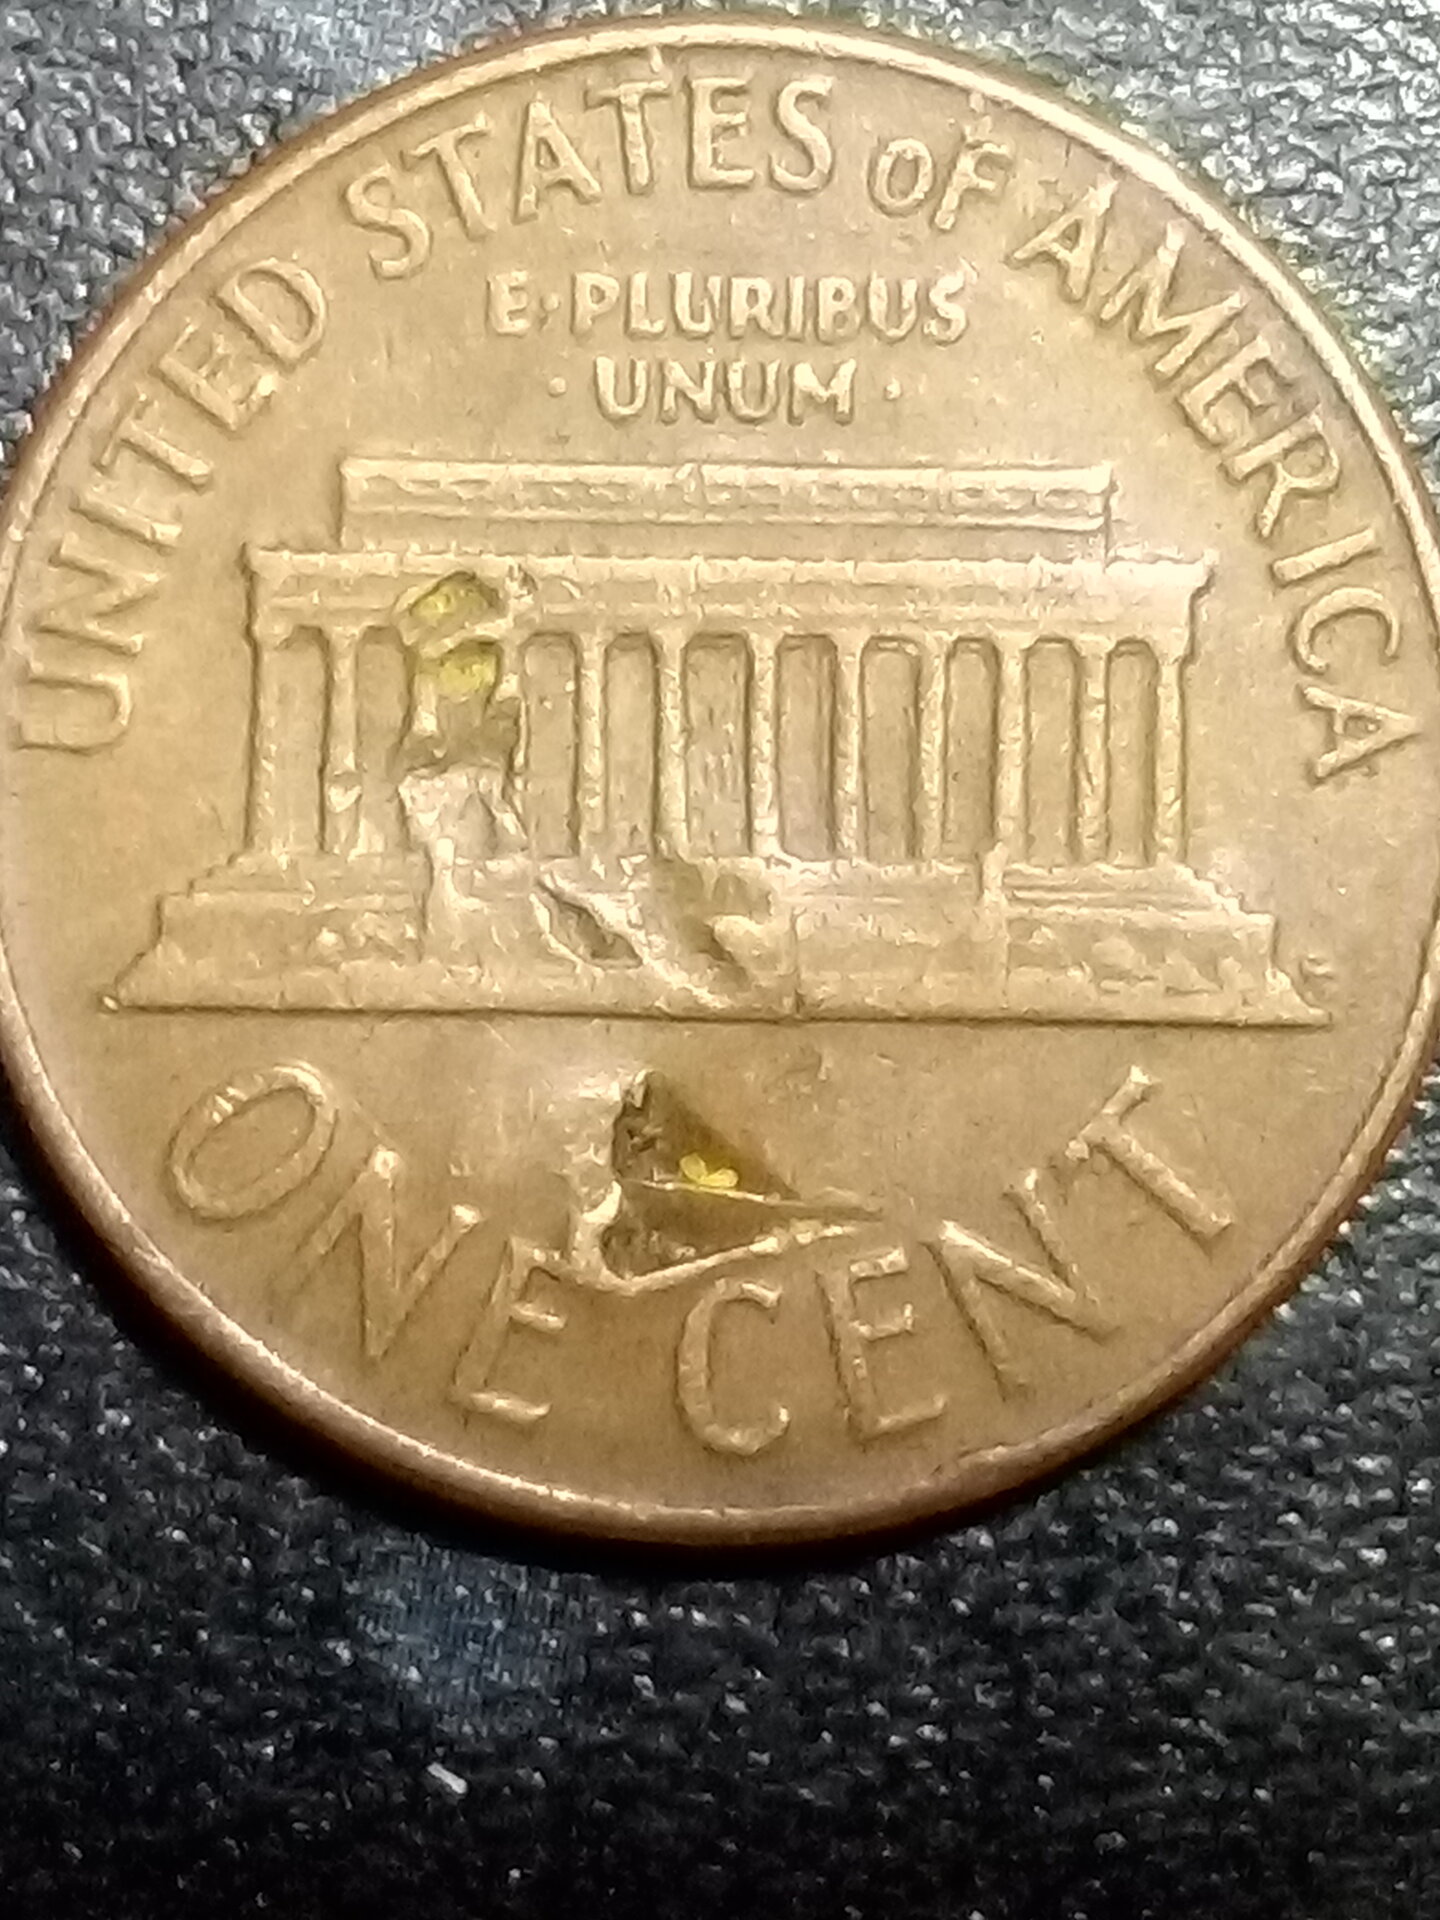 UNITED STATES OF AMERICA
E·PLURIBUS
· UNUM ·
ONE CENT